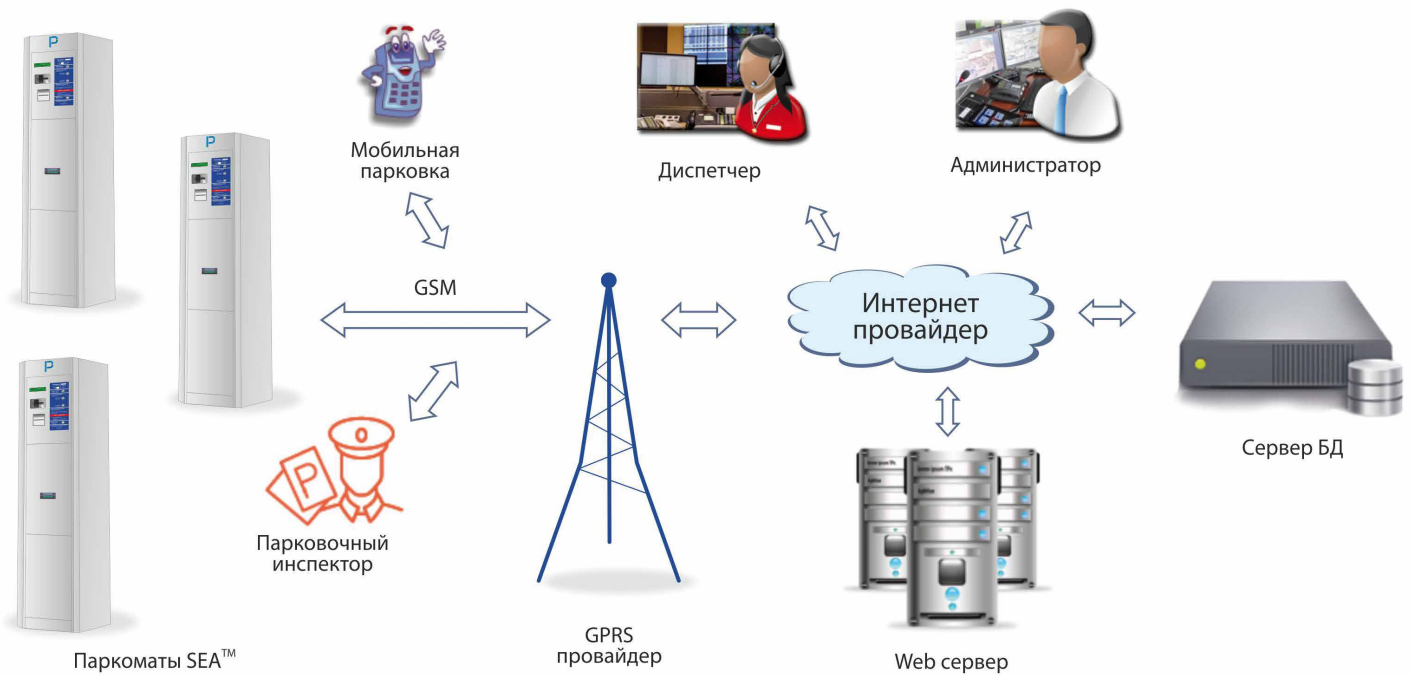 P
P
P
Мобильная
парковка
Диспетчер
Администратор
GSM
Интернет
провайдер
Сервер БД
P
Парковочный
инспектор
GPRS
провайдер
Web сервер
Паркоматы SEA™